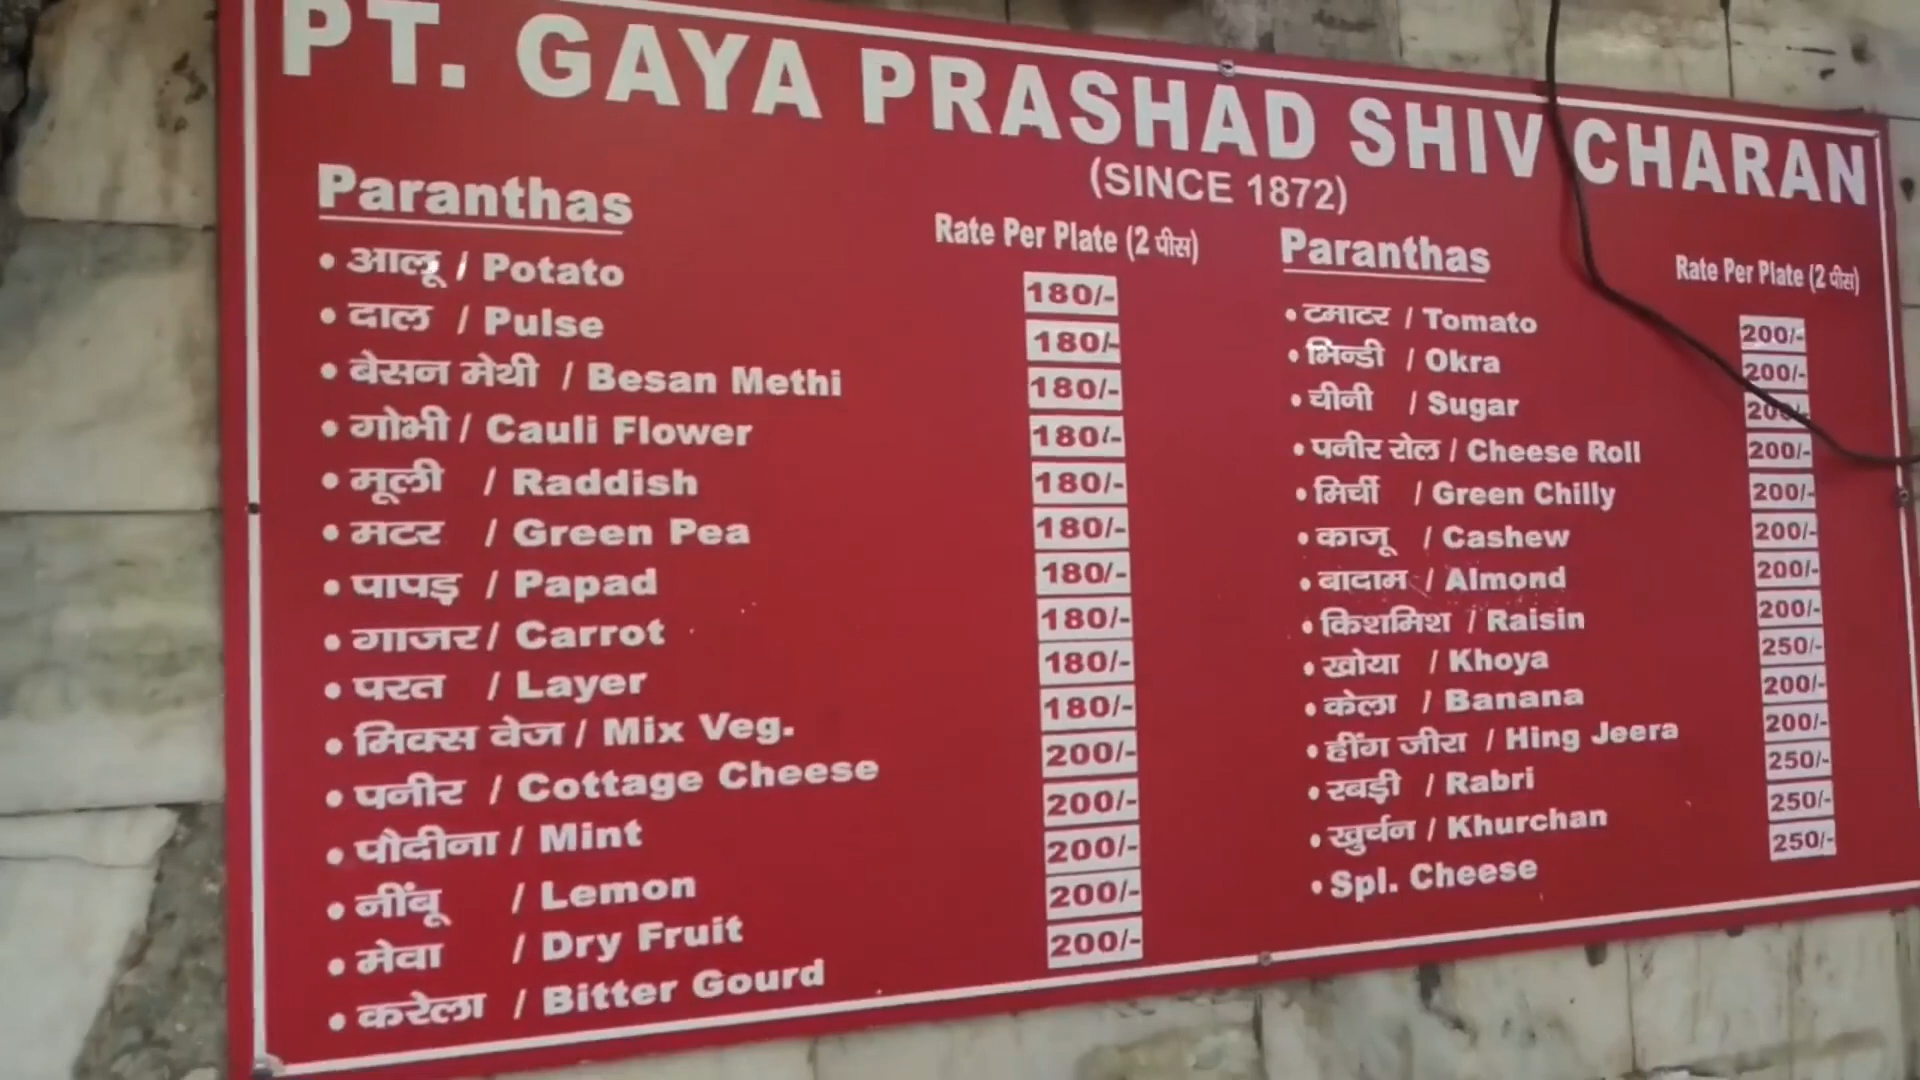 PT. GAYA PRASHAD SHIV CHARAN
(SINCE 1872)
Paranthas Rate Per Plate (2 पीस)
• आलू / Potato 180/-
• दाल / Pulse 180/-
• बेसन मेथी / Besan Methi 180/-
• गोभी / Cauli Flower 180/-
• मूली / Raddish 180/-
• मटर / Green Pea 180/-
• पापड़ / Papad 180/-
• गाजर / Carrot 180/-
• परत / Layer 180/-
• मिक्स वेज / Mix Veg. 180/-
• पनीर / Cottage Cheese 200/-
• पौदीना / Mint 200/-
• नींबू / Lemon 200/-
• मेवा / Dry Fruit 200/-
• करेला / Bitter Gourd 200/-
Paranthas Rate Per Plate (2 पीस)
• टमाटर / Tomato 200/-
• भिन्डी / Okra 200/-
• चीनी / Sugar 200/-
• पनीर रोल / Cheese Roll 200/-
• मिर्ची / Green Chilly 200/-
• काजू / Cashew 200/-
• बादाम / Almond 200/-
• किशमिश / Raisin 200/-
• खोया / Khoya 250/-
• केला / Banana 200/-
• हींग जीरा / Hing Jeera 200/-
• रबड़ी / Rabri 250/-
• खुर्चन / Khurchan 250/-
• Spl. Cheese 250/-